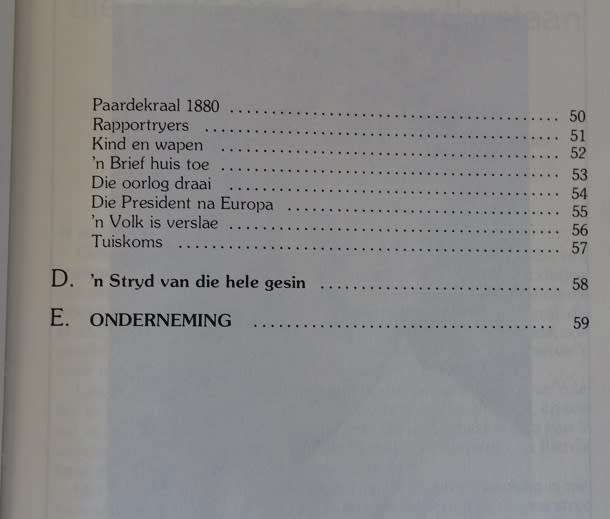 Paardekraal 1880 ........................................ 50
Rapportryers ........................................ 51
Kind en wapen ........................................ 52
'n Brief huis toe ........................................ 53
Die oorlog draai ........................................ 54
Die President na Europa ................................. 55
'n Volk is verslae ........................................ 56
Tuiskoms ............................................. 57
D. 'n Stryd van die hele gesin ............................. 58
E. ONDERNEMING .................................... 59